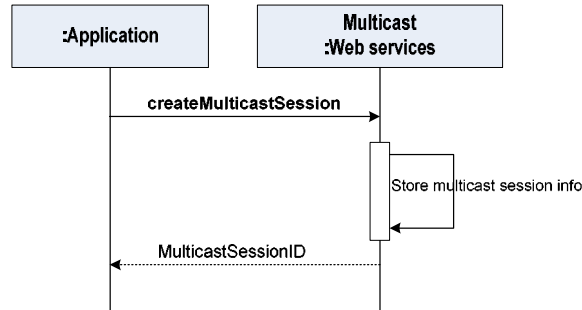 :Application
Multicast
:Web services
createMulticastSession
Store multicast session info
MulticastSessionID